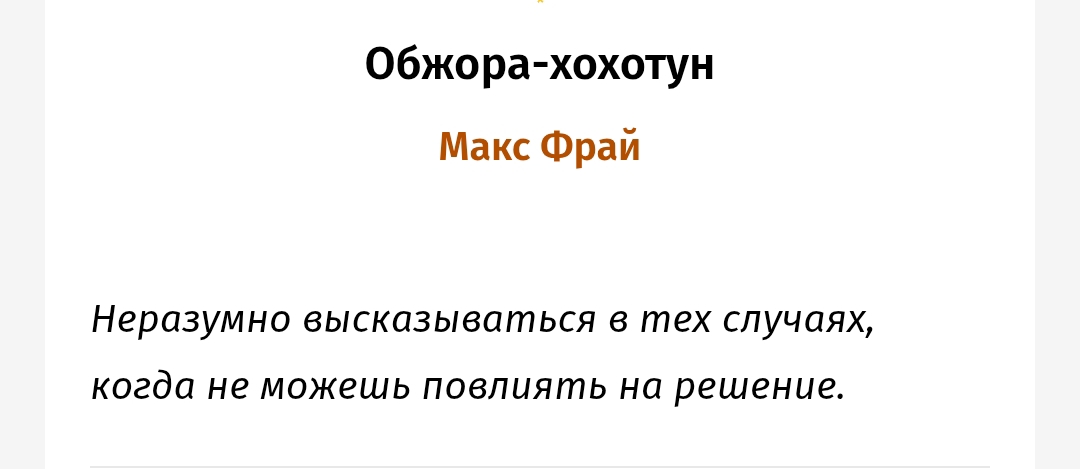 Обжора-хохотун
Макс Фрай
Неразумно высказываться в тех случаях,
когда не можешь повлиять на решение.